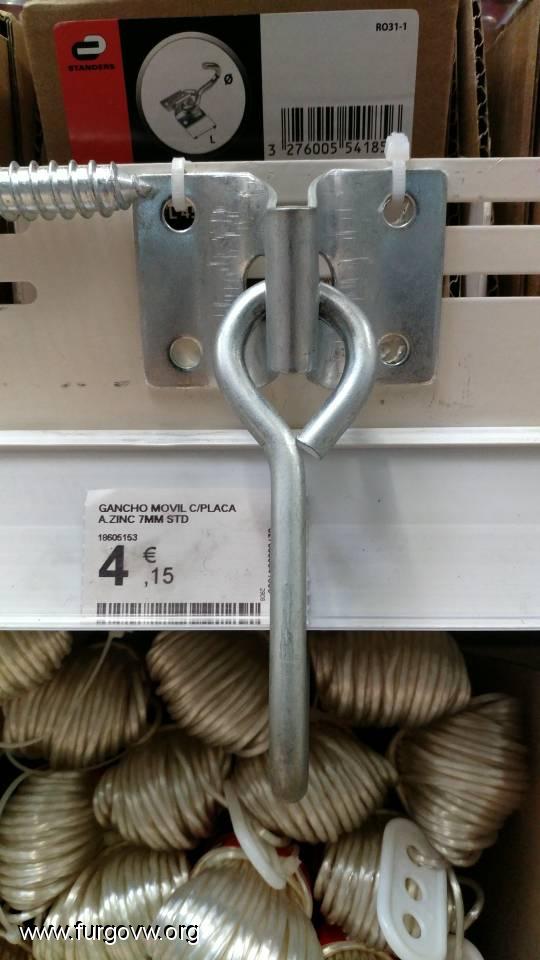 RO31-1
STANDERS
Ø
L
3 276005 54185
GANCHO MOVIL C/PLACA
A.ZINC 7MM STD
18605153
4 €
,15
www.furgovw.org